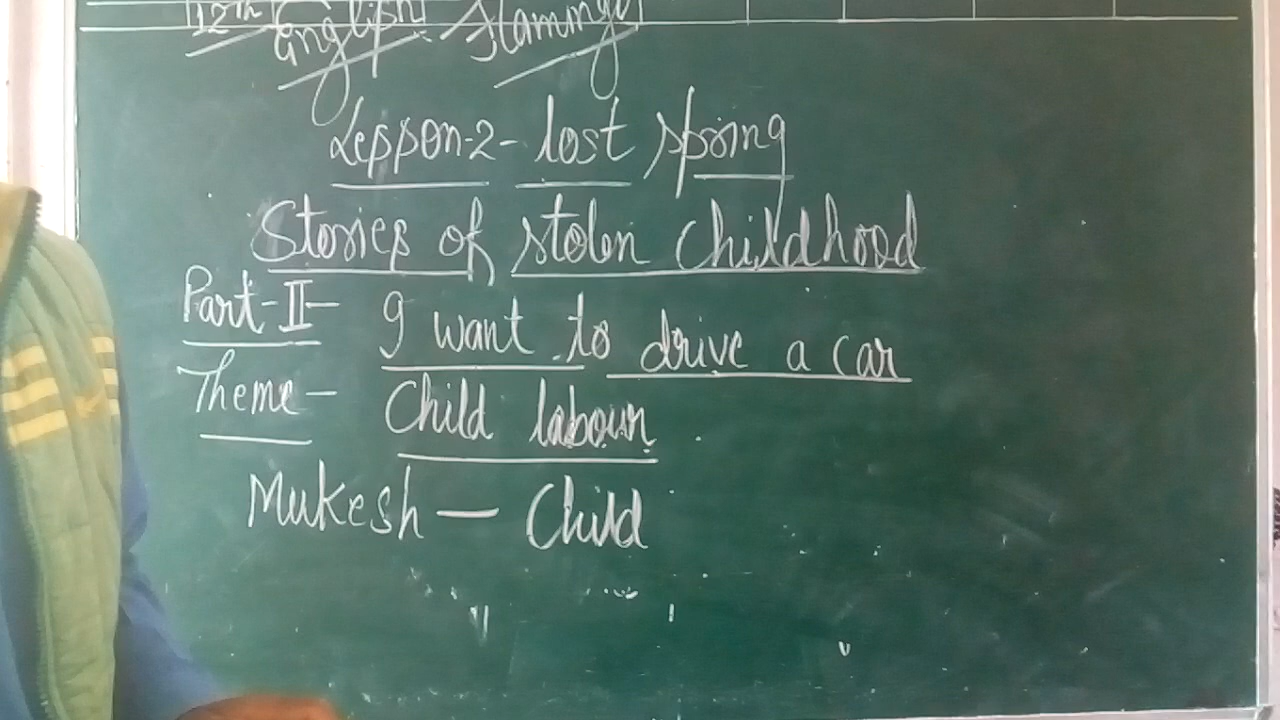 12th English Flamingo
Lesson-2- lost spring
Stories of stolen childhood
Part-II- I want to drive a car
Theme- Child labour
Mukesh — Child